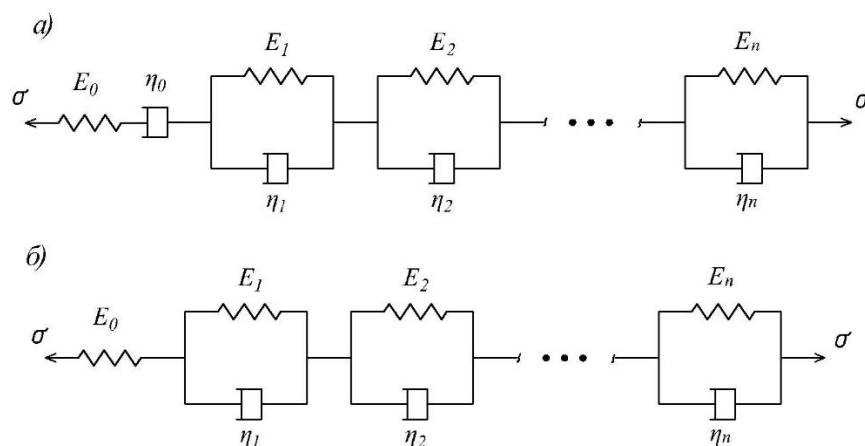 а)
E₁ E₂ Eₙ
E₀ η₀
σ σ
η₁ η₂ ηₙ
б)
E₁ E₂ Eₙ
E₀
σ σ
η₁ η₂ ηₙ